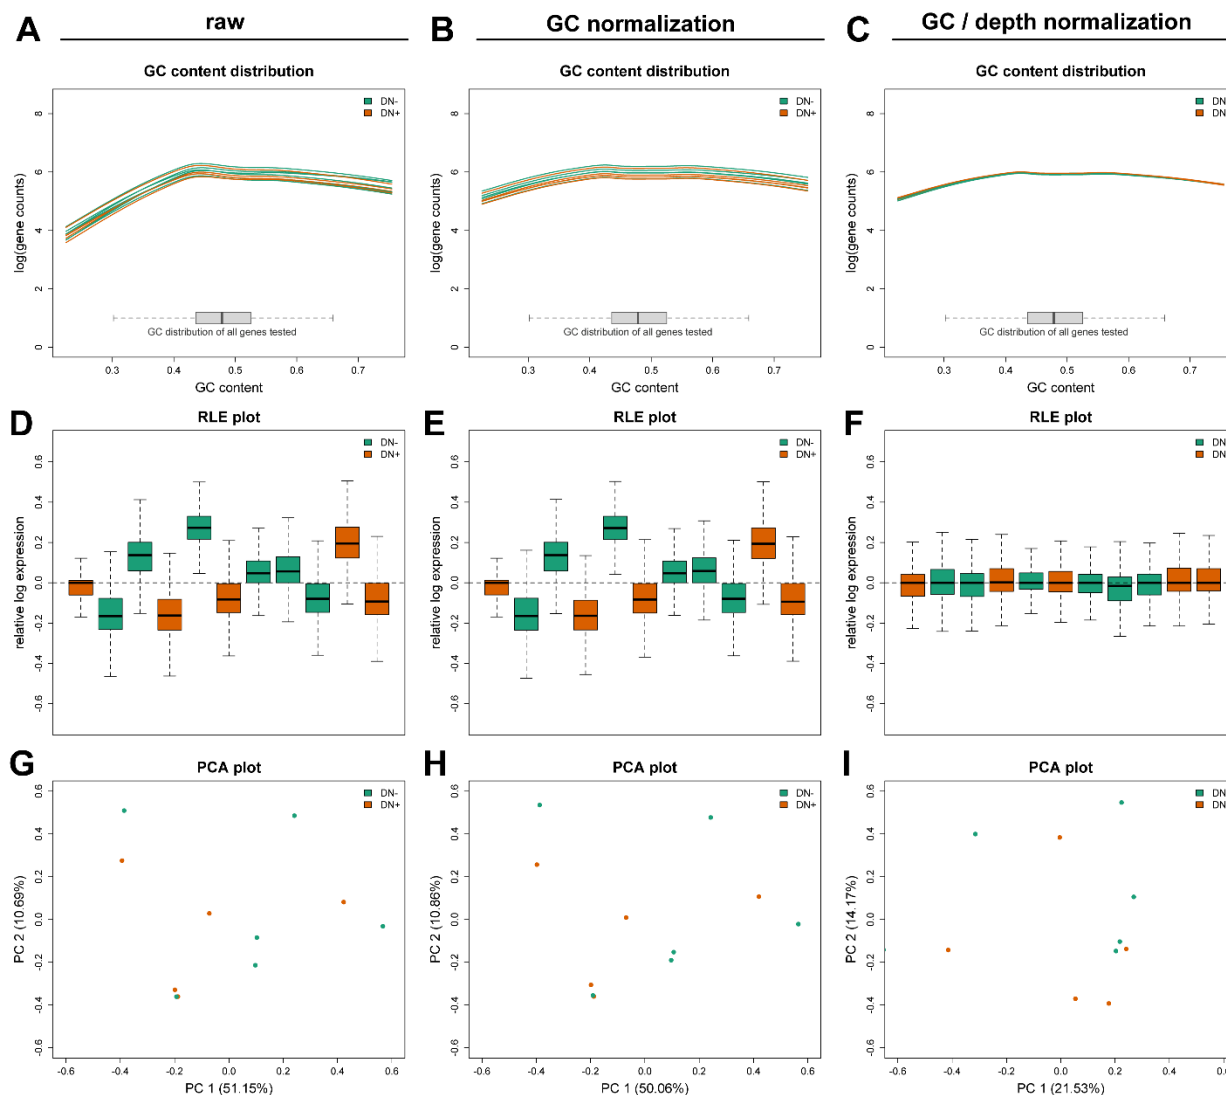 A raw
B GC normalization
C GC / depth normalization
GC content distribution
DN-
DN+
log(gene counts)
8
6
4
2
0
GC distribution of all genes tested
0.3 0.4 0.5 0.6 0.7
GC content
GC content distribution
DN-
DN+
log(gene counts)
8
6
4
2
0
GC distribution of all genes tested
0.3 0.4 0.5 0.6 0.7
GC content
GC content distribution
DN
DN
log(gene counts)
8
6
4
2
0
GC distribution of all genes tested
0.3 0.4 0.5 0.6 0.7
GC content
D RLE plot
DN-
DN+
relative log expression
0.6
0.4
0.2
0.0
-0.2
-0.4
-0.6
E RLE plot
DN-
DN+
relative log expression
0.6
0.4
0.2
0.0
-0.2
-0.4
-0.6
F RLE plot
DN
DN
relative log expression
0.6
0.4
0.2
0.0
-0.2
-0.4
-0.6
G PCA plot
DN-
DN+
PC 2 (10.69%)
0.6
0.4
0.2
0.0
-0.2
-0.4
-0.6
-0.6 -0.4 -0.2 0.0 0.2 0.4 0.6
PC 1 (51.15%)
H PCA plot
DN-
DN+
PC 2 (10.86%)
0.6
0.4
0.2
0.0
-0.2
-0.4
-0.6
-0.6 -0.4 -0.2 0.0 0.2 0.4 0.6
PC 1 (50.06%)
I PCA plot
DN
DN
PC 2 (14.17%)
0.6
0.4
0.2
0.0
-0.2
-0.4
-0.6
-0.6 -0.4 -0.2 0.0 0.2 0.4 0.6
PC 1 (21.53%)